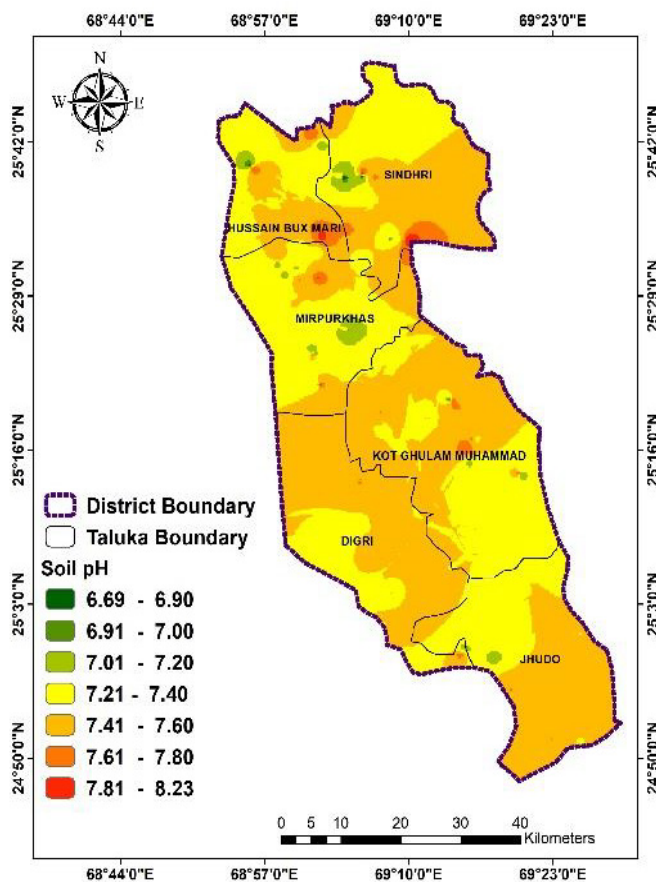 68°44'0"E 68°57'0"E 69°10'0"E 69°23'0"E
N
W E
S
25°42'0"N 25°42'0"N
SINDHRI
HUSSAIN BUX MARI
25°29'0"N 25°29'0"N
MIRPURKHAS
25°16'0"N 25°16'0"N
KOT GHULAM MUHAMMAD
District Boundary
Taluka Boundary
DIGRI
Soil pH
25°3'0"N 25°3'0"N
6.69 - 6.90
6.91 - 7.00
7.01 - 7.20
JHUDO
7.21 - 7.40
7.41 - 7.60
7.61 - 7.80
7.81 - 8.23
24°50'0"N 24°50'0"N
0 5 10 20 30 40
Kilometers
68°44'0"E 68°57'0"E 69°10'0"E 69°23'0"E